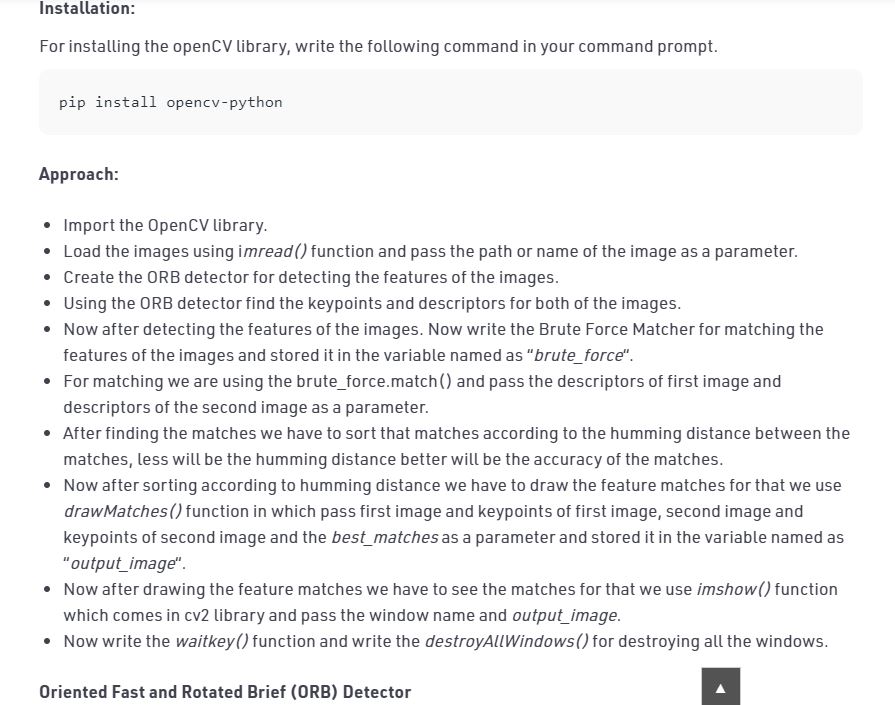 Installation:
For installing the openCV library, write the following command in your command prompt.
pip install opencv-python
Approach:
Import the OpenCV library.
Load the images using imread() function and pass the path or name of the image as a parameter.
Create the ORB detector for detecting the features of the images.
Using the ORB detector find the keypoints and descriptors for both of the images.
Now after detecting the features of the images. Now write the Brute Force Matcher for matching the
features of the images and stored it in the variable named as “brute_force“.
For matching we are using the brute_force.match() and pass the descriptors of first image and
descriptors of the second image as a parameter.
After finding the matches we have to sort that matches according to the humming distance between the
matches, less will be the humming distance better will be the accuracy of the matches.
Now after sorting according to humming distance we have to draw the feature matches for that we use
drawMatches() function in which pass first image and keypoints of first image, second image and
keypoints of second image and the best_matches as a parameter and stored it in the variable named as
“output_image“.
Now after drawing the feature matches we have to see the matches for that we use imshow() function
which comes in cv2 library and pass the window name and output_image.
Now write the waitkey() function and write the destroyAllWindows() for destroying all the windows.
Oriented Fast and Rotated Brief (ORB) Detector